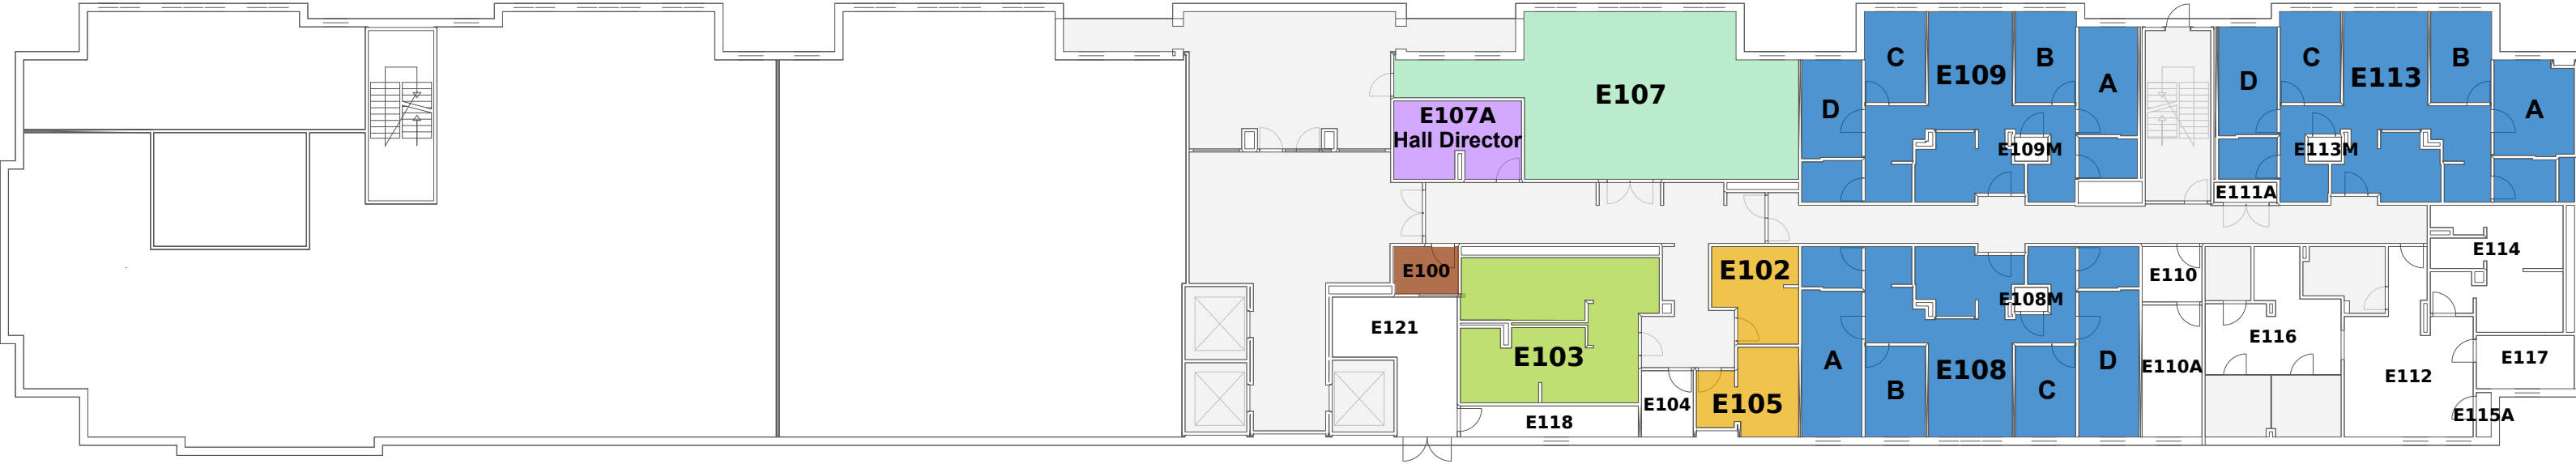 C
E109
B
A
D
E107
E107A
Hall Director
D
E109M
D
C
E113
B
A
E113M
E111A
E100
E102
E121
E103
E118
E104
E105
E108M
A
B
E108
C
D
E110
E110A
E114
E116
E112
E117
E115A